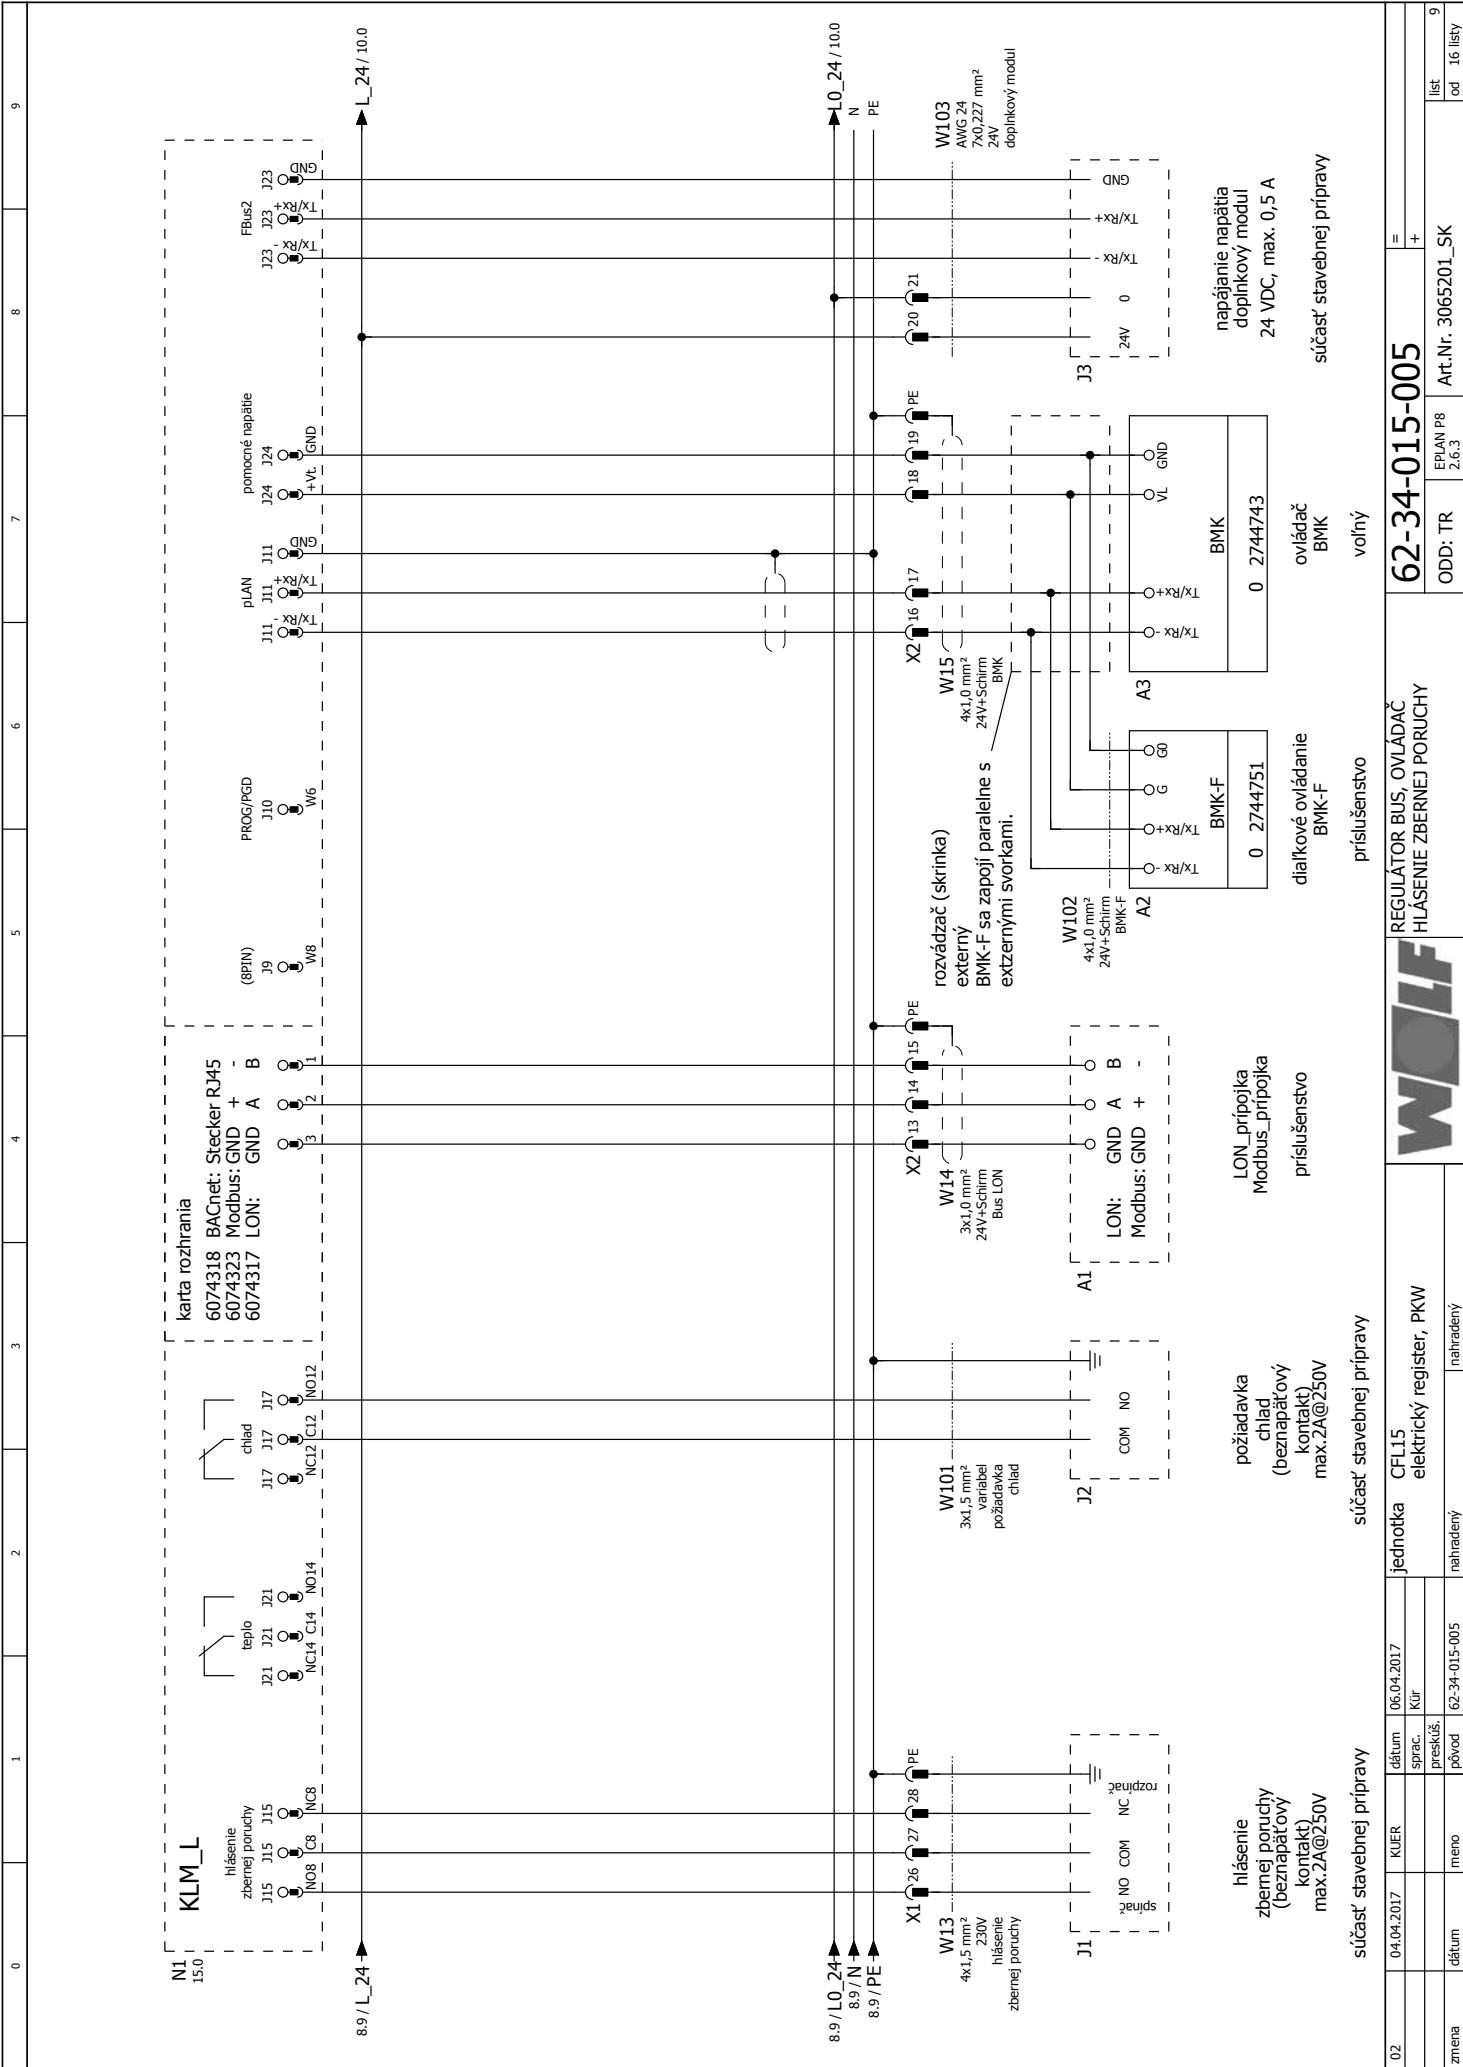 0 1 2 3 4 5 6 7 8 9
N1
15.0
KLM_L
hlásenie
zbernej poruchy
J15 J15 J15
NO8 C8 NC8
teplo
J21 J21 J21
NC14 C14 NO14
chlad
J17 J17 J17
NC12 C12 NO12
karta rozhrania
6074318 BACnet: Stecker RJ45
6074323 Modbus: GND + -
6074317 LON: GND A B
3 2 1
(8PIN)
J9
W8
PROG/PGD
J10
W6
pLAN
J11 J11 J11
Tx/Rx - Tx/Rx+ GND
pomocné napätie
J24 J24
+Vt. GND
FBus2
J23 J23 J23
Tx/Rx - Tx/Rx+ GND
8.9 / L_24
L_24 / 10.0
8.9 / L0_24
L0_24 / 10.0
8.9 / N
N
8.9 / PE
PE
X1 26 27 28 PE
W13
4x1,5 mm²
230V
hlásenie
zbernej poruchy
J1
NO COM NC
spínač
rozpínač
hlásenie
zbernej poruchy
(beznapäťový
kontakt)
max.2A@250V
súčasť stavebnej prípravy
W101
3x1,5 mm²
variabel
požiadavka
chlad
J2
COM NO
požiadavka
chlad
(beznapäťový
kontakt)
max.2A@250V
súčasť stavebnej prípravy
X2 13 14 15 PE
W14
3x1,0 mm²
24V+Schirm
Bus LON
A1
LON: GND A B
Modbus: GND + -
LON_prípojka
Modbus_prípojka
príslušenstvo
rozvádzač (skrinka)
externý
BMK-F sa zapojí paralelne s
extzernými svorkami.
X2 16 17 18 19 PE
W15
4x1,0 mm²
24V+Schirm
BMK
W102
4x1,0 mm²
24V+Schirm
BMK-F
A2
Tx/Rx - Tx/Rx+ G G0
BMK-F
0 2744751
diaľkové ovládanie
BMK-F
príslušenstvo
A3
Tx/Rx - Tx/Rx+ VL GND
BMK
0 2744743
ovládač
BMK
voľný
20 21
W103
AWG 24
7x0,227 mm²
24V
doplnkový modul
J3
24V 0 Tx/Rx - Tx/Rx+ GND
napájanie napätia
doplnkový modul
24 VDC, max. 0,5 A
súčasť stavebnej prípravy
02 04.04.2017 KUER
zmena dátum meno
dátum 06.04.2017
sprac. Kür
preskúš.
pôvod 62-34-015-005
jednotka CFL15
elektrický register, PKW
nahradený nahradený
WOLF
REGULÁTOR BUS, OVLÁDAČ
HLÁSENIE ZBERNEJ PORUCHY
62-34-015-005
ODD: TR
EPLAN P8
2.6.3
Art.Nr. 3065201_SK
=
+
list 9
od 16 listy